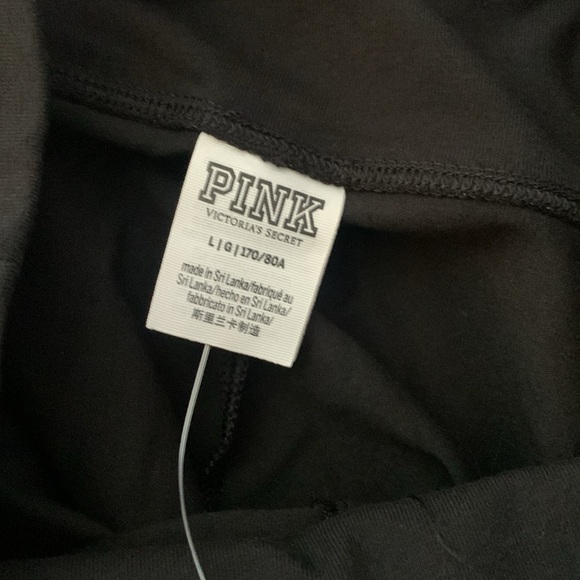 PINK
VICTORIA'S SECRET
L | G | 170/80A
made in Sri Lanka/fabriqué au
Sri Lanka/hecho en Sri Lanka/
fabbricato in Sri Lanka/
斯里兰卡制造